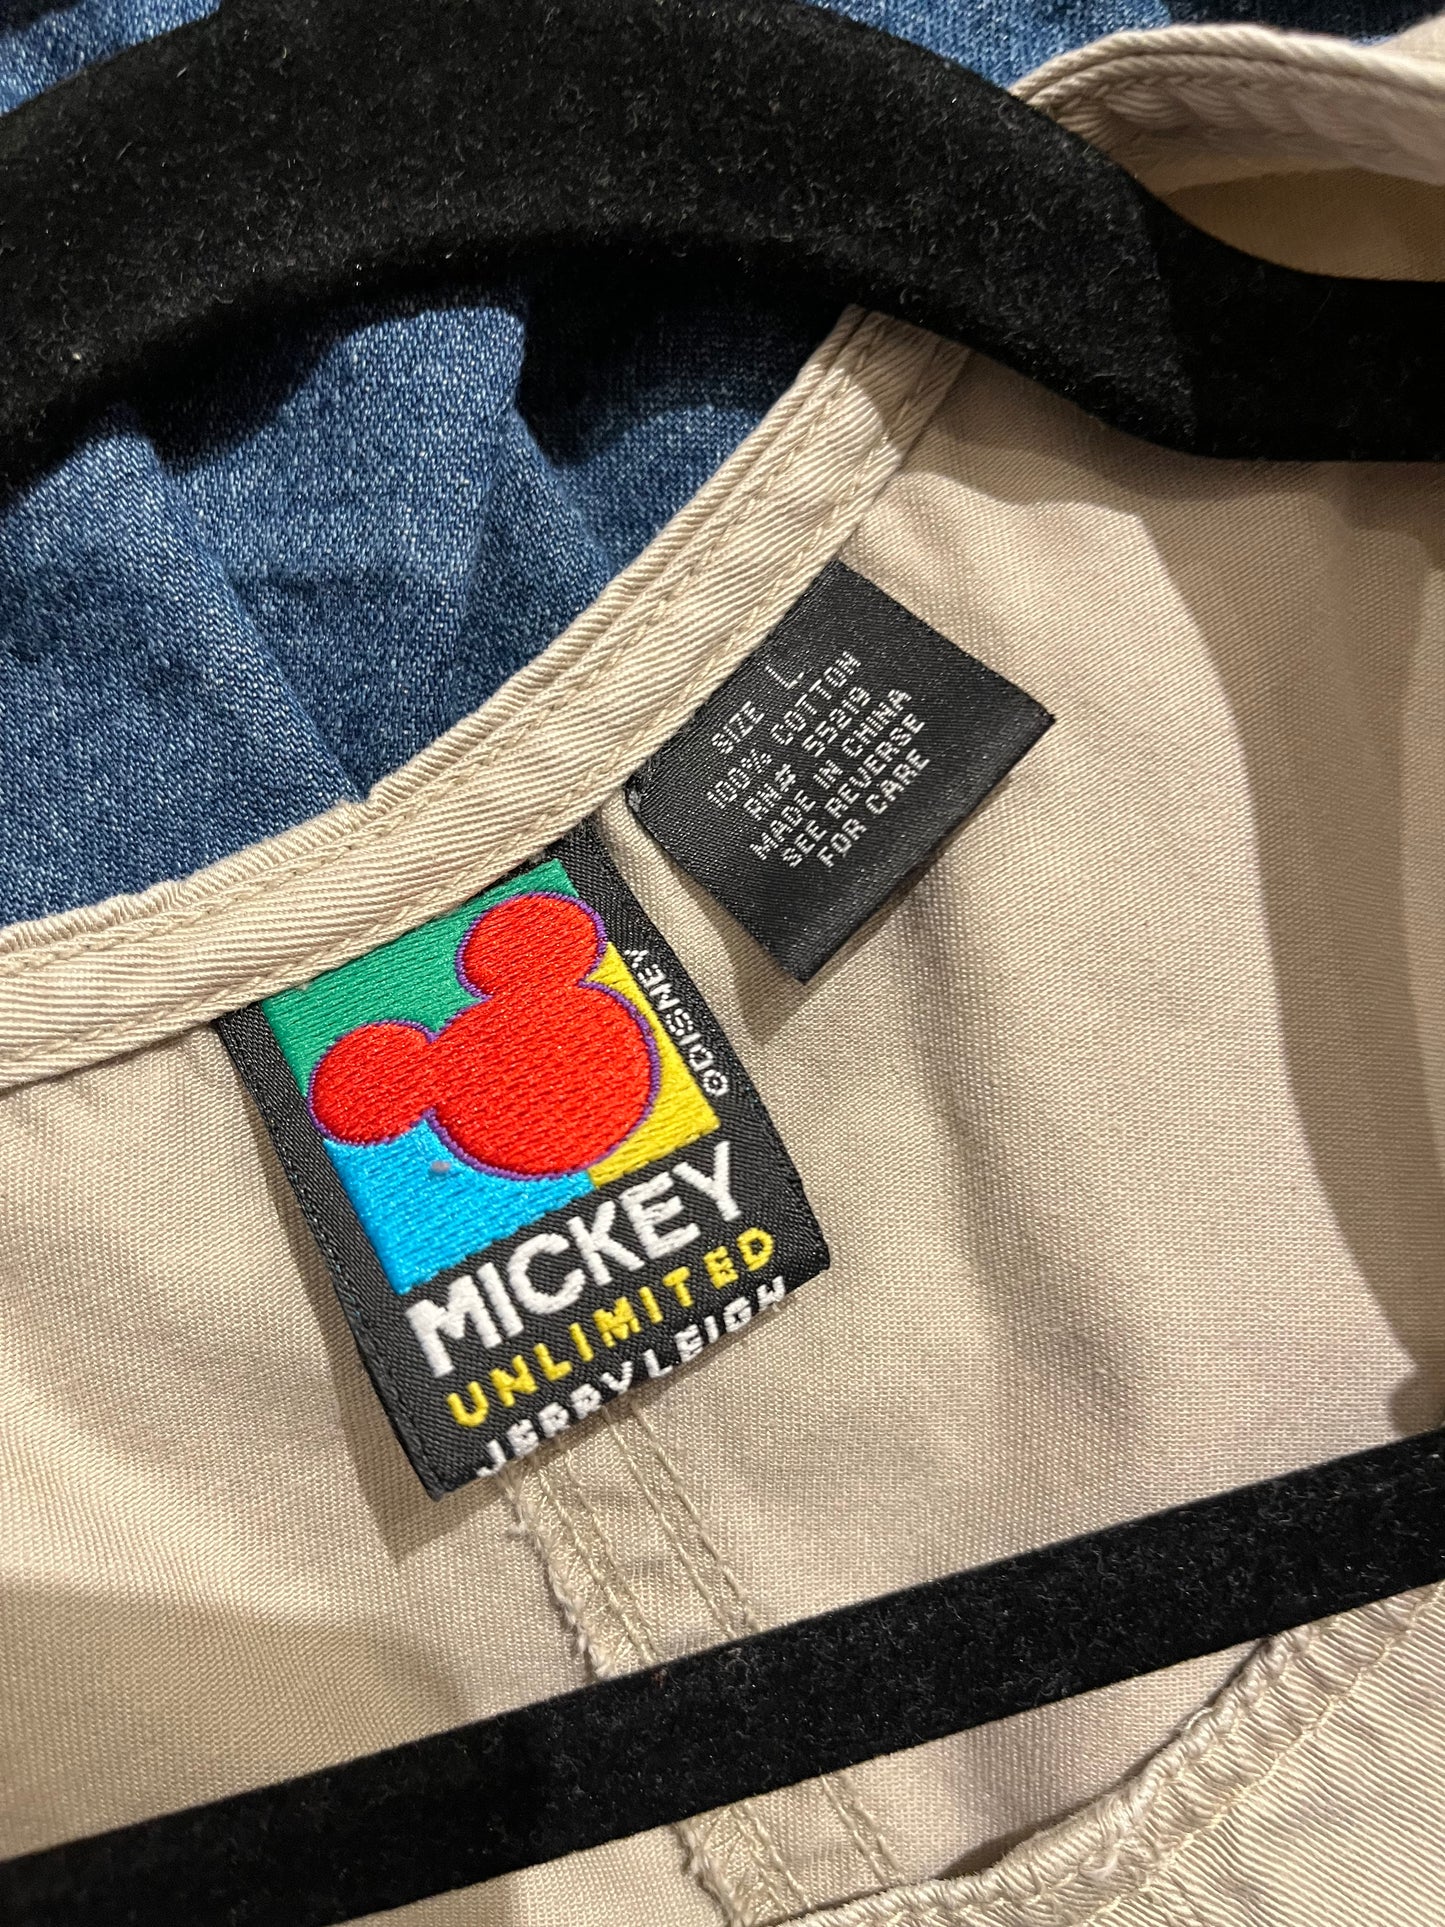 SIZE L
100% COTTON
RN# 55219
MADE IN CHINA
SEE REVERSE
FOR CARE
©DISNEY
MICKEY
UNLIMITED
JERRY LEIGH